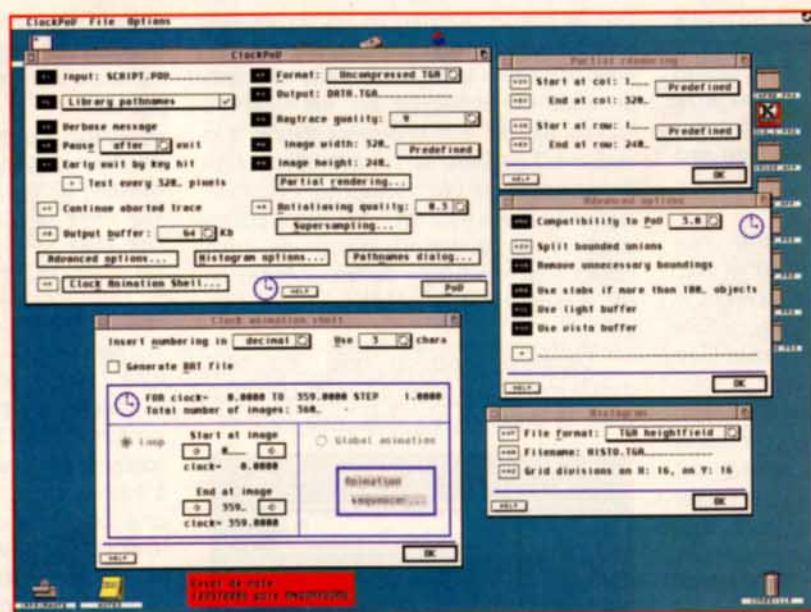 ClockPoV File Options
ClockPoV
Input: SCRIPT.POV
Library pathnames
Verbose message
Pause after exit
Early exit by key hit
Test every 320 pixels
Continue aborted trace
Output buffer: 64 Kb
Format: Uncompressed TGA
Output: DATA.TGA
Raytrace quality: 9
Image width: 320
Image height: 240
Predefined
Partial rendering...
Antialiasing quality: 0.3
Supersampling...
Advanced options...
Histogram options...
Pathnames dialog...
Clock Animation Shell...
HELP
PoV
Partial rendering
Start at col: 1
End at col: 320
Predefined
Start at row: 1
End at row: 240
Predefined
HELP
OK
Advanced options
Compatibility to PoV 3.0
Split bounded unions
Remove unnecessary boundings
Use slabs if more than 100 objects
Use light buffer
Use vista buffer
HELP
OK
Clock animation shell
Insert numbering in decimal Use 3 chars
Generate BAT file
FOR clock= 0.0000 TO 359.0000 STEP 1.0000
Total number of images: 360
Loop
Start at image
0
clock= 0.0000
End at image
359
clock= 359.0000
Global animation
Animation
sequencer...
HELP
OK
Histogram
File format: TGA heightfield
Filename: HISTO.TGA
Grid divisions on X: 16, on Y: 16
HELP
OK
CORBEILLE